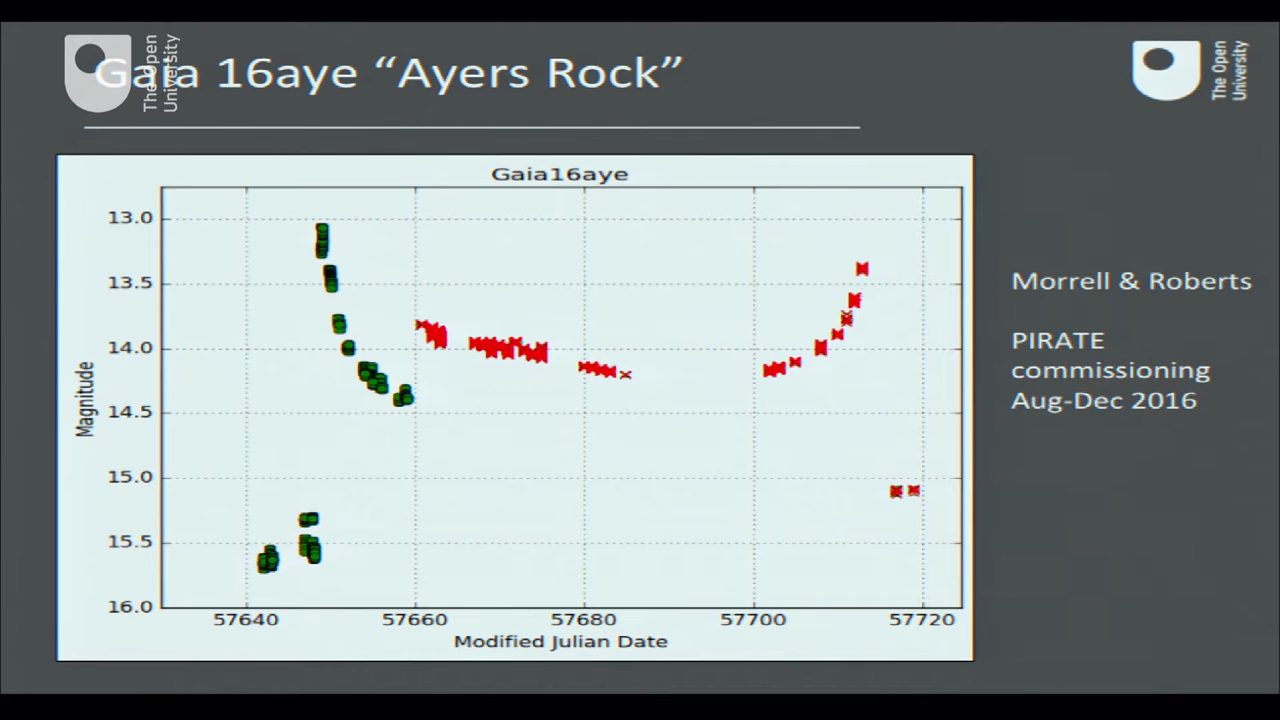 Gaia 16aye “Ayers Rock”
The Open
University
The Open
University
Gaia16aye
13.0
13.5
14.0
14.5
15.0
15.5
16.0
Magnitude
57640 57660 57680 57700 57720
Modified Julian Date
Morrell & Roberts
PIRATE
commissioning
Aug-Dec 2016